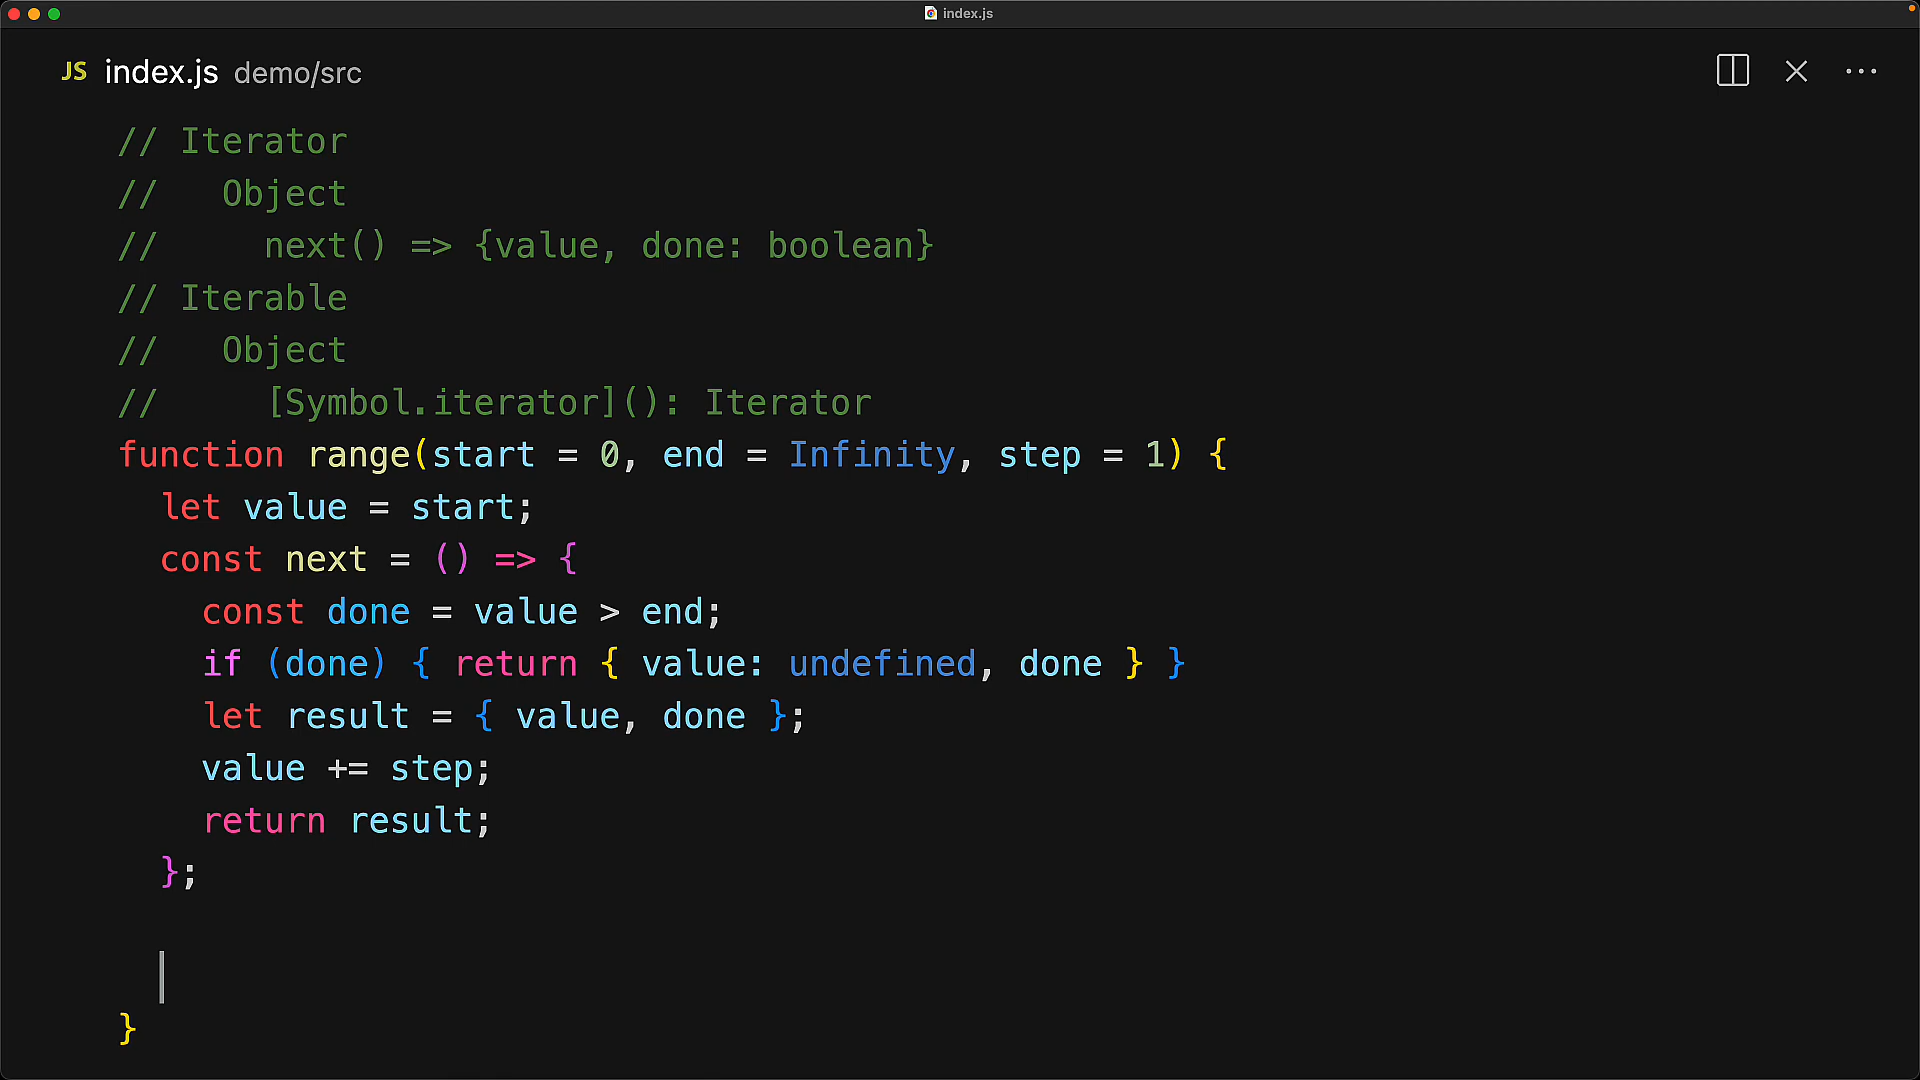 index.js
JS index.js demo/src
// Iterator
//   Object
//     next() => {value, done: boolean}
// Iterable
//   Object
//     [Symbol.iterator](): Iterator
function range(start = 0, end = Infinity, step = 1) {
  let value = start;
  const next = () => {
    const done = value > end;
    if (done) { return { value: undefined, done } }
    let result = { value, done };
    value += step;
    return result;
  };
}